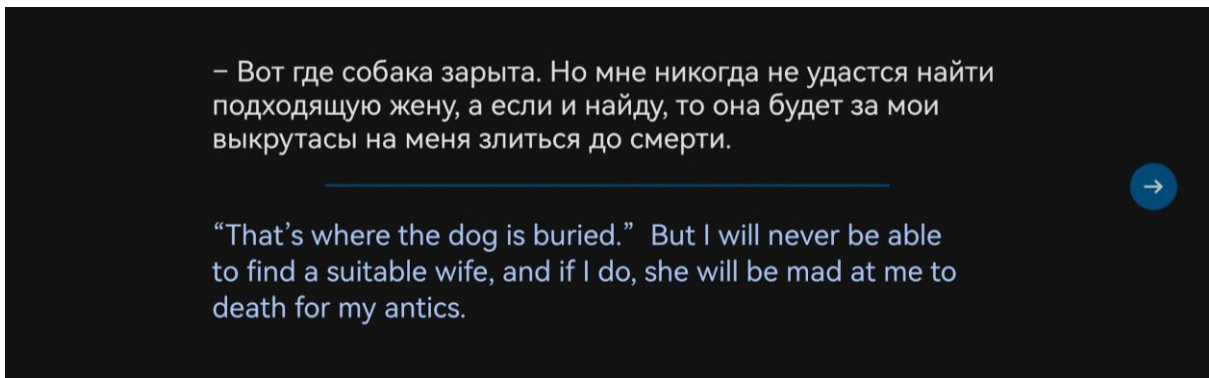 – Вот где собака зарыта. Но мне никогда не удастся найти
подходящую жену, а если и найду, то она будет за мои
выкрутасы на меня злиться до смерти.
“That’s where the dog is buried.”  But I will never be able
to find a suitable wife, and if I do, she will be mad at me to
death for my antics.